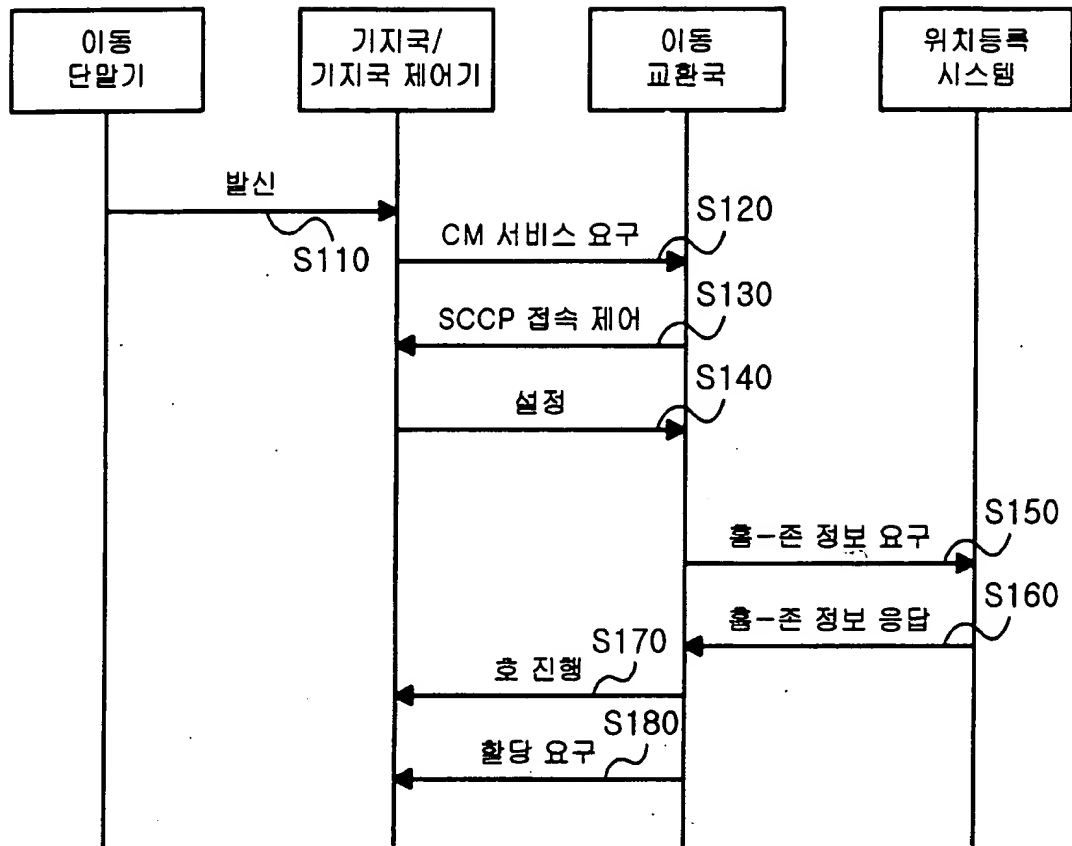 이동
단말기
기지국/
기지국 제어기
이동
교환국
위치등록
시스템
발신
S110
CM 서비스 요구
S120
SCCP 접속 제어
S130
설정
S140
홈-존 정보 요구
S150
홈-존 정보 응답
S160
호 진행
S170
할당 요구
S180